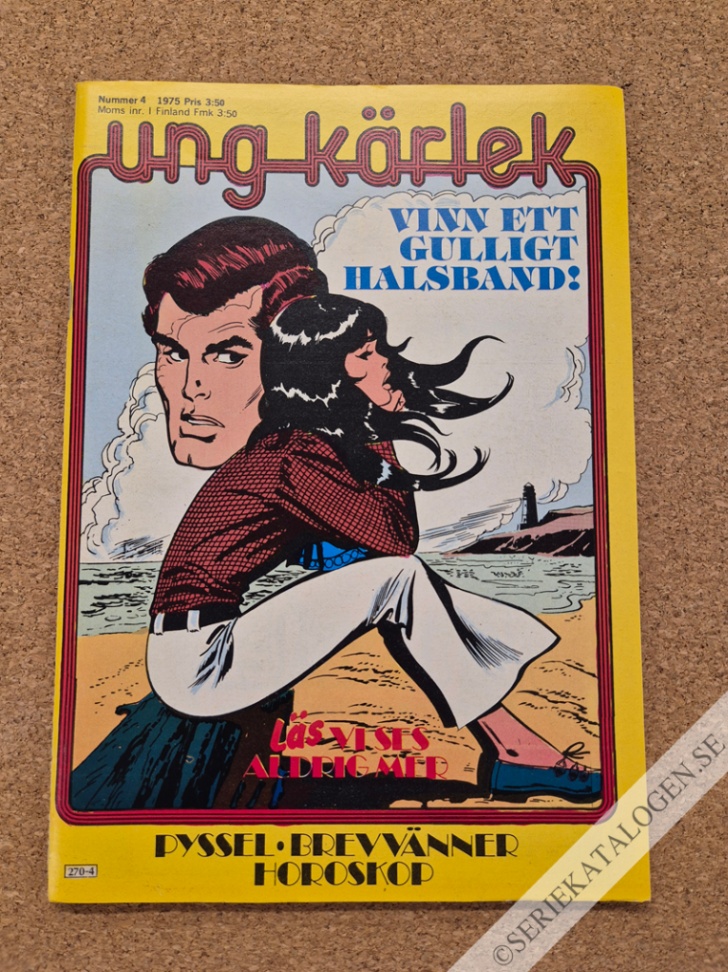 Nummer 4 1975 Pris 3:50
Moms inr. I Finland Fmk 3:50
ung kärlek
VINN ETT
GULLIGT
HALSBAND!
Läs VI SES
ALDRIG MER
PYSSEL • BREVVÄNNER
HOROSKOP
270-4
©SERIEKATALOGEN.SE